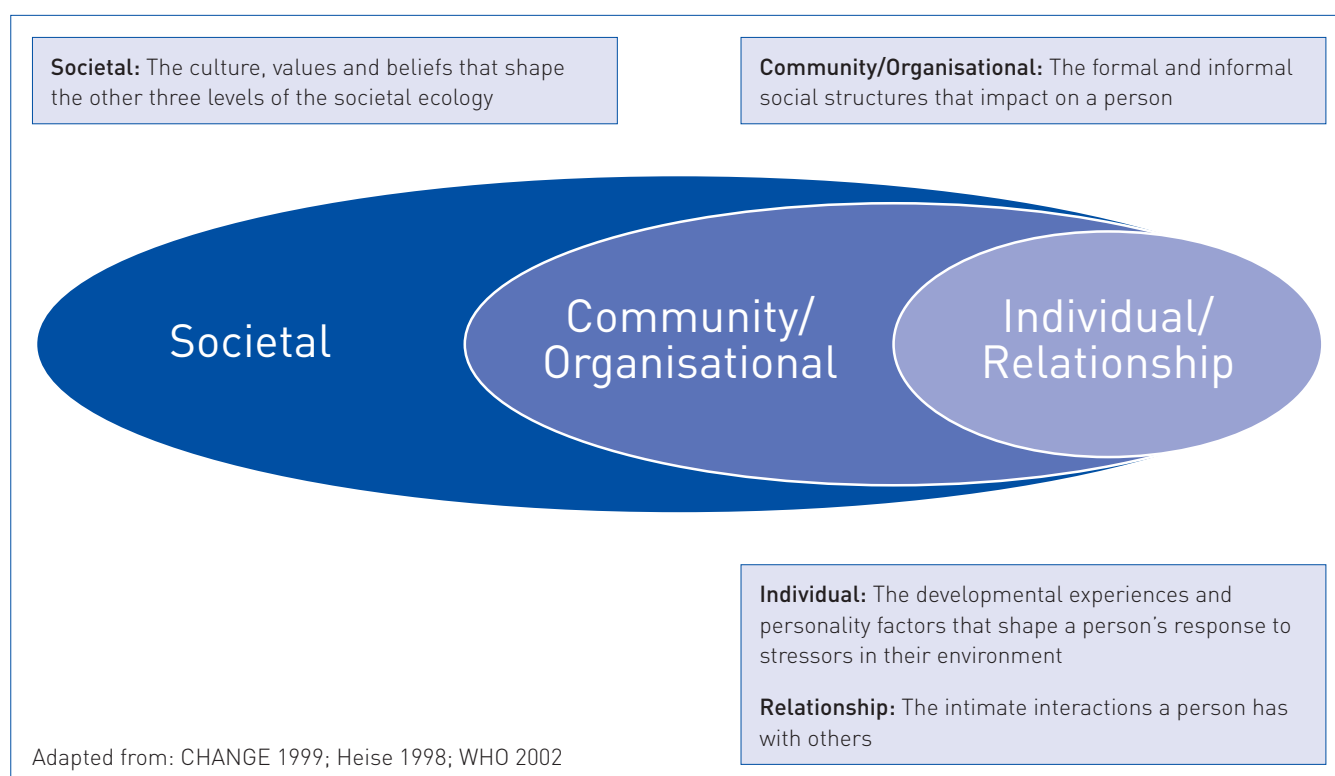 Societal: The culture, values and beliefs that shape
the other three levels of the societal ecology
Community/Organisational: The formal and informal
social structures that impact on a person
Societal
Community/
Organisational
Individual/
Relationship
Individual: The developmental experiences and
personality factors that shape a person’s response to
stressors in their environment
Relationship: The intimate interactions a person has
with others
Adapted from: CHANGE 1999; Heise 1998; WHO 2002